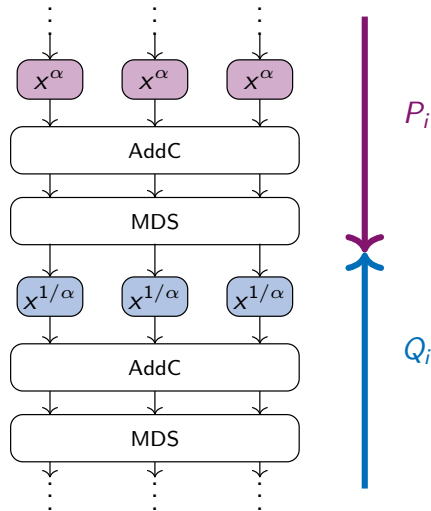 x^α x^α x^α
P_i
AddC
MDS
x^{1/α} x^{1/α} x^{1/α}
Q_i
AddC
MDS